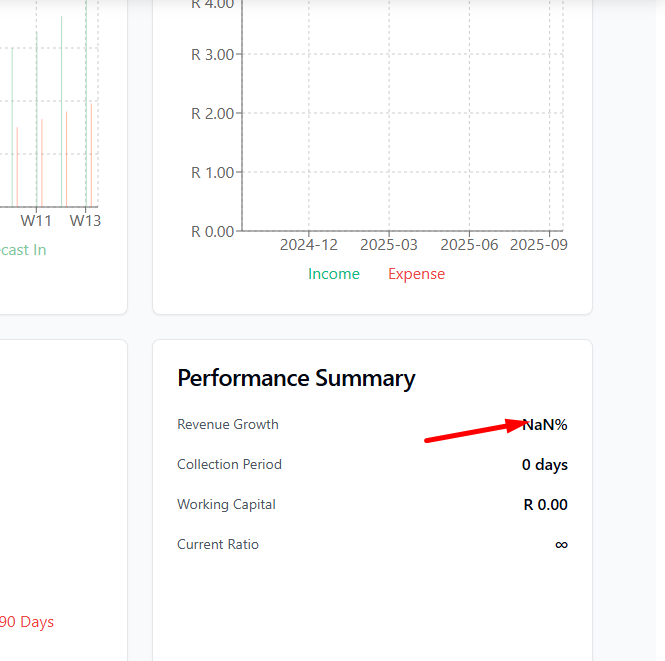 R 4.00
R 3.00
R 2.00
R 1.00
R 0.00
2024-12 2025-03 2025-06 2025-09
Income Expense
W11 W13
cast In
Performance Summary
Revenue Growth NaN%
Collection Period 0 days
Working Capital R 0.00
Current Ratio ∞
90 Days